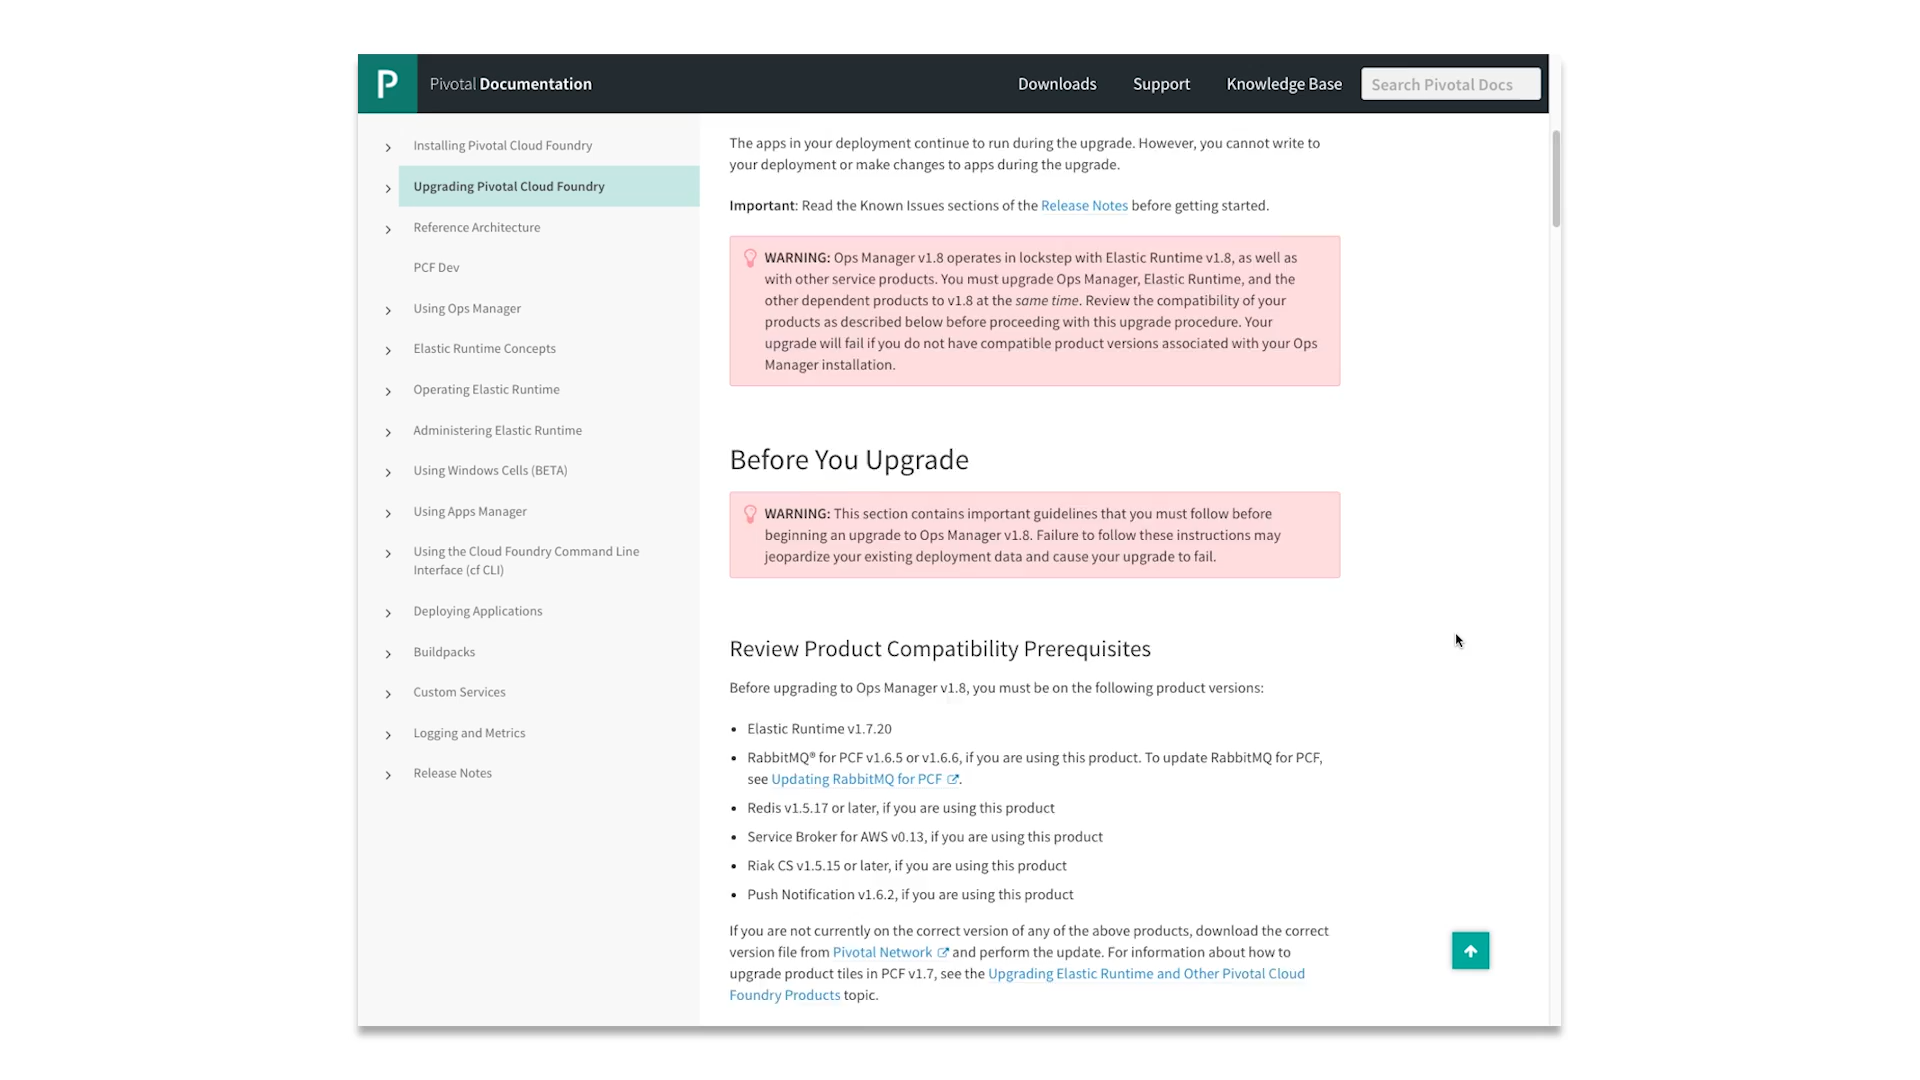 P
Pivotal Documentation
Downloads
Support
Knowledge Base
Search Pivotal Docs
Installing Pivotal Cloud Foundry
Upgrading Pivotal Cloud Foundry
Reference Architecture
PCF Dev
Using Ops Manager
Elastic Runtime Concepts
Operating Elastic Runtime
Administering Elastic Runtime
Using Windows Cells (BETA)
Using Apps Manager
Using the Cloud Foundry Command Line
Interface (cf CLI)
Deploying Applications
Buildpacks
Custom Services
Logging and Metrics
Release Notes
The apps in your deployment continue to run during the upgrade. However, you cannot write to
your deployment or make changes to apps during the upgrade.
Important: Read the Known Issues sections of the Release Notes before getting started.
WARNING: Ops Manager v1.8 operates in lockstep with Elastic Runtime v1.8, as well as
with other service products. You must upgrade Ops Manager, Elastic Runtime, and the
other dependent products to v1.8 at the same time. Review the compatibility of your
products as described below before proceeding with this upgrade procedure. Your
upgrade will fail if you do not have compatible product versions associated with your Ops
Manager installation.
Before You Upgrade
WARNING: This section contains important guidelines that you must follow before
beginning an upgrade to Ops Manager v1.8. Failure to follow these instructions may
jeopardize your existing deployment data and cause your upgrade to fail.
Review Product Compatibility Prerequisites
Before upgrading to Ops Manager v1.8, you must be on the following product versions:
• Elastic Runtime v1.7.20
• RabbitMQ® for PCF v1.6.5 or v1.6.6, if you are using this product. To update RabbitMQ for PCF,
see Updating RabbitMQ for PCF.
• Redis v1.5.17 or later, if you are using this product
• Service Broker for AWS v0.13, if you are using this product
• Riak CS v1.5.15 or later, if you are using this product
• Push Notification v1.6.2, if you are using this product
If you are not currently on the correct version of any of the above products, download the correct
version file from Pivotal Network and perform the update. For information about how to
upgrade product tiles in PCF v1.7, see the Upgrading Elastic Runtime and Other Pivotal Cloud
Foundry Products topic.